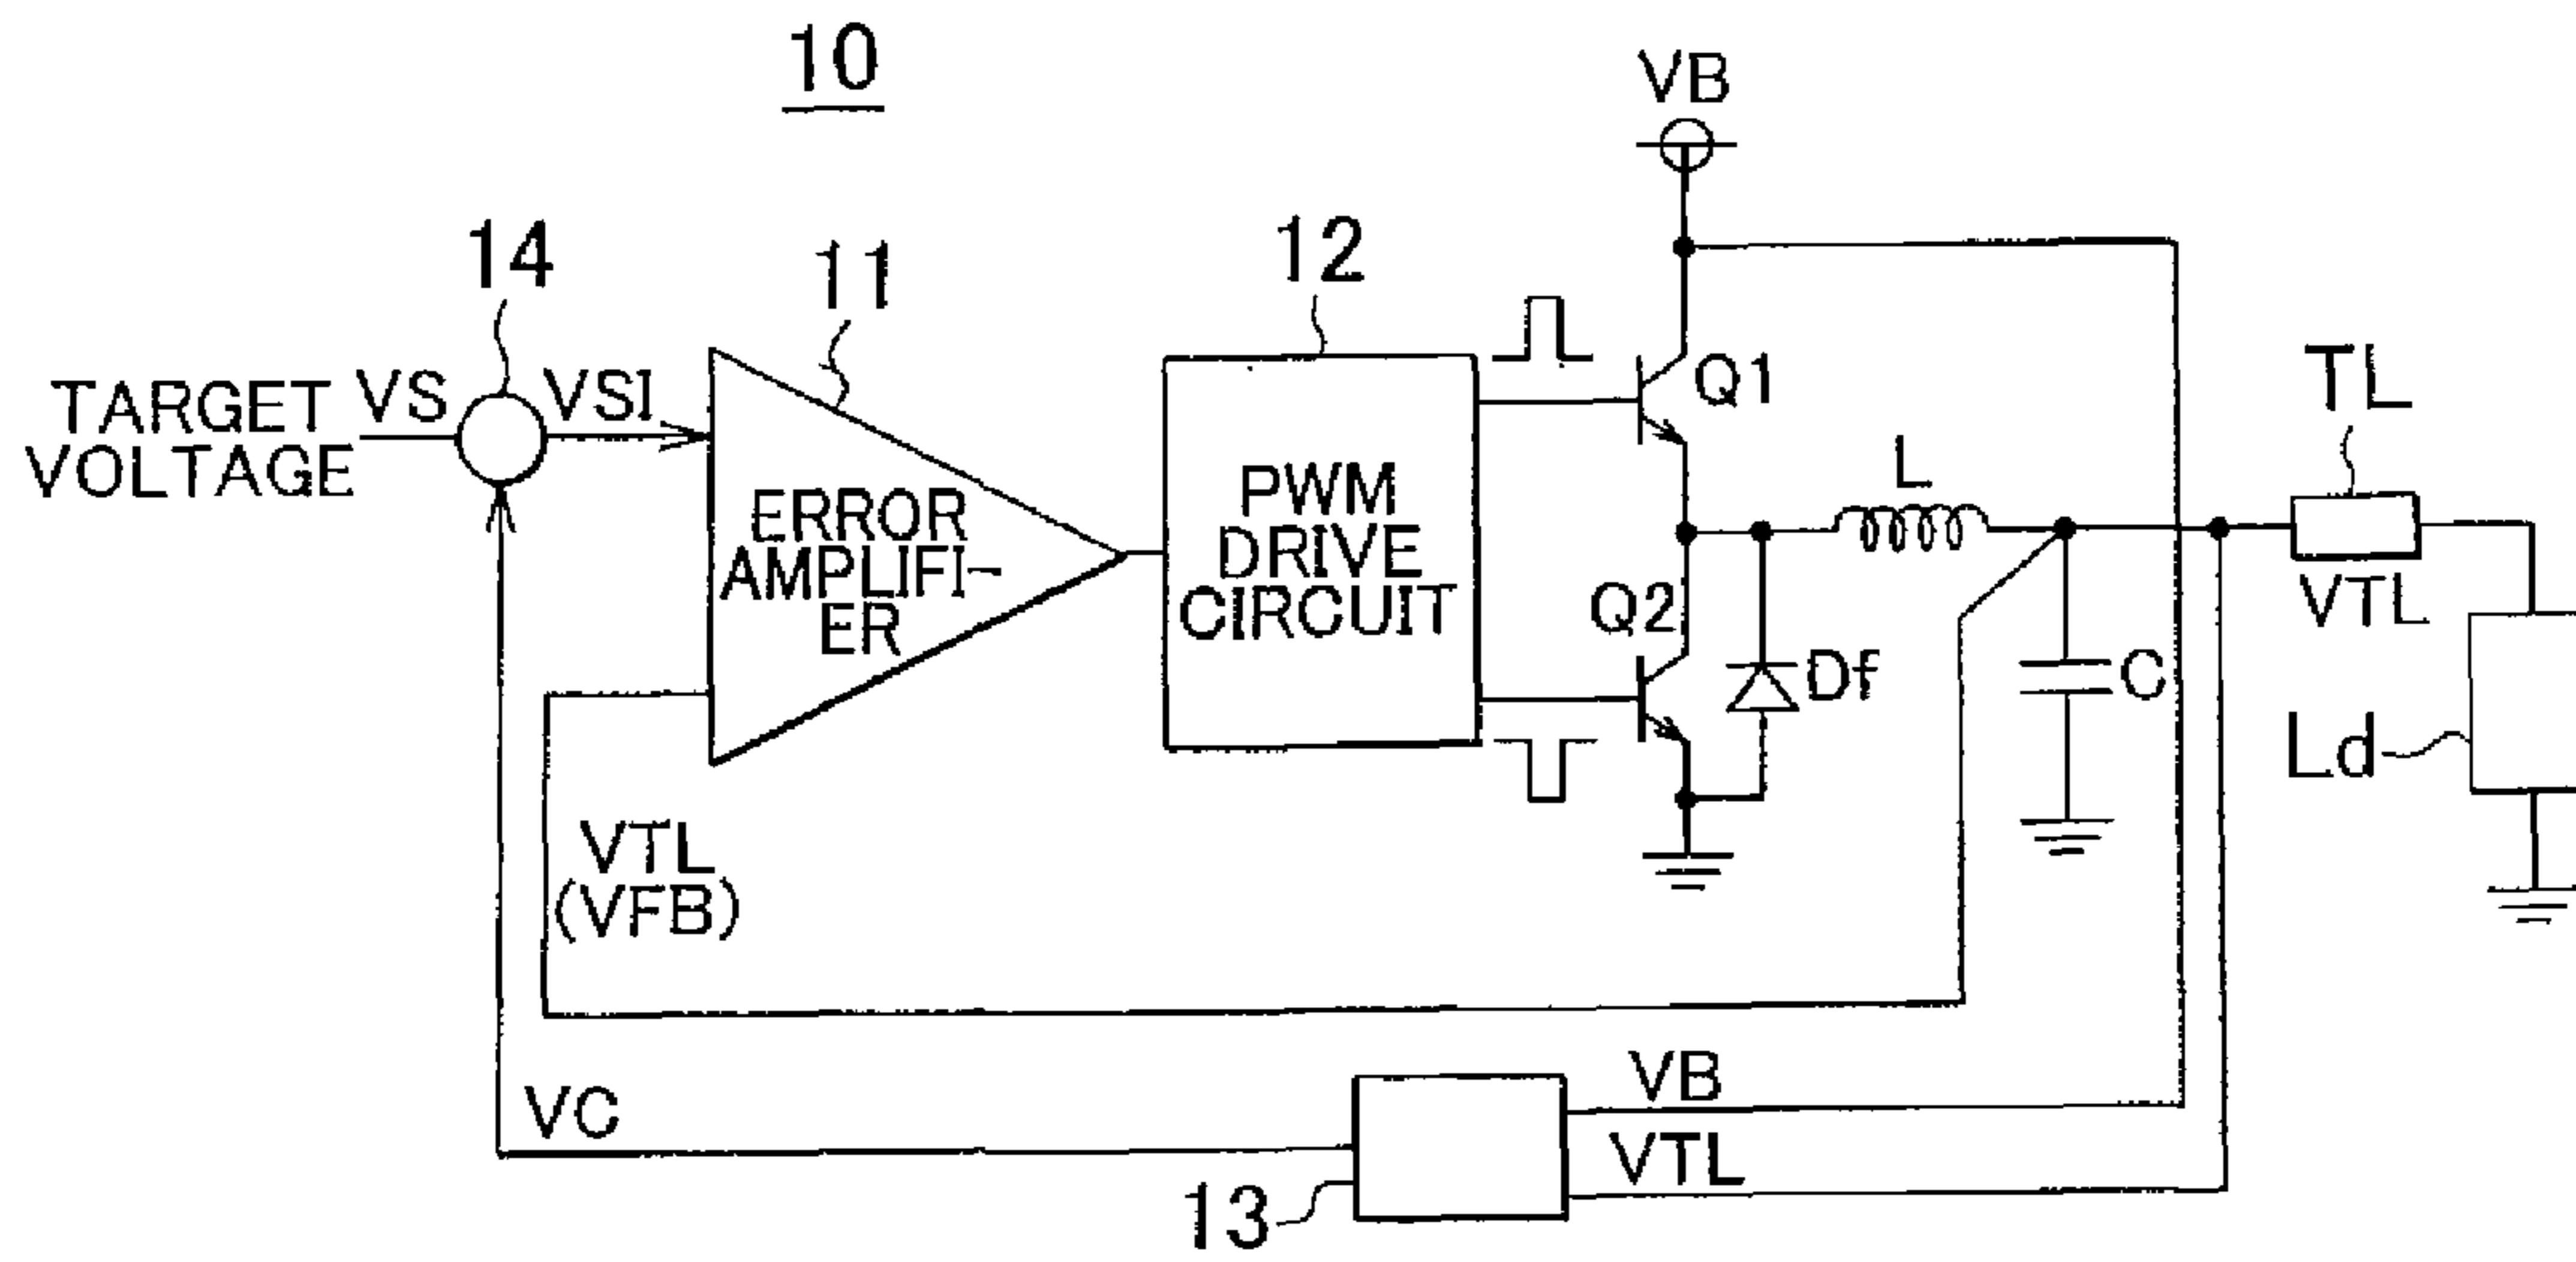 10
VB
14
11
12
TARGET
VOLTAGE
VS
VSI
Q1
TL
L
ERROR
AMPLIFI-
ER
PWM
DRIVE
CIRCUIT
Q2
VTL
Df
C
Ld
VTL
(VFB)
VB
VC
VTL
13